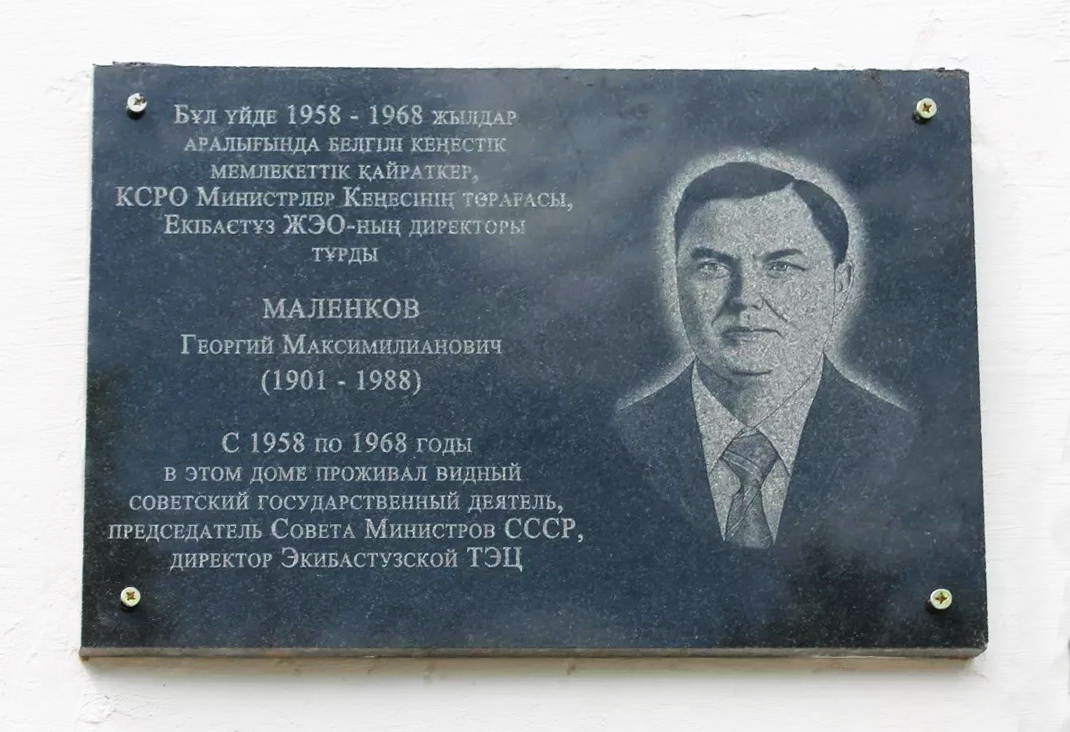 Бұл үйде 1958 - 1968 жылдар
аралығында белгілі кеңестік
мемлекеттік қайраткер,
КСРО Министрлер Кеңесінің төрағасы,
Екібастұз ЖЭО-ның директоры
тұрды
МАЛЕНКОВ
Георгий Максимилианович
(1901 - 1988)
С 1958 по 1968 годы
в этом доме проживал видный
советский государственный деятель,
председатель Совета Министров СССР,
директор Экибастузской ТЭЦ